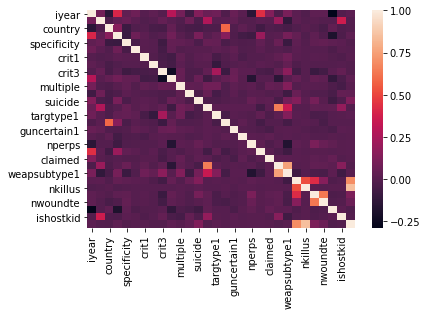 iyear
country
specificity
crit1
crit3
multiple
suicide
targtype1
guncertain1
nperps
claimed
weapsubtype1
nkillus
nwoundte
ishostkid
1.00
0.75
0.50
0.25
0.00
−0.25
iyear
country
specificity
crit1
crit3
multiple
suicide
targtype1
guncertain1
nperps
claimed
weapsubtype1
nkillus
nwoundte
ishostkid